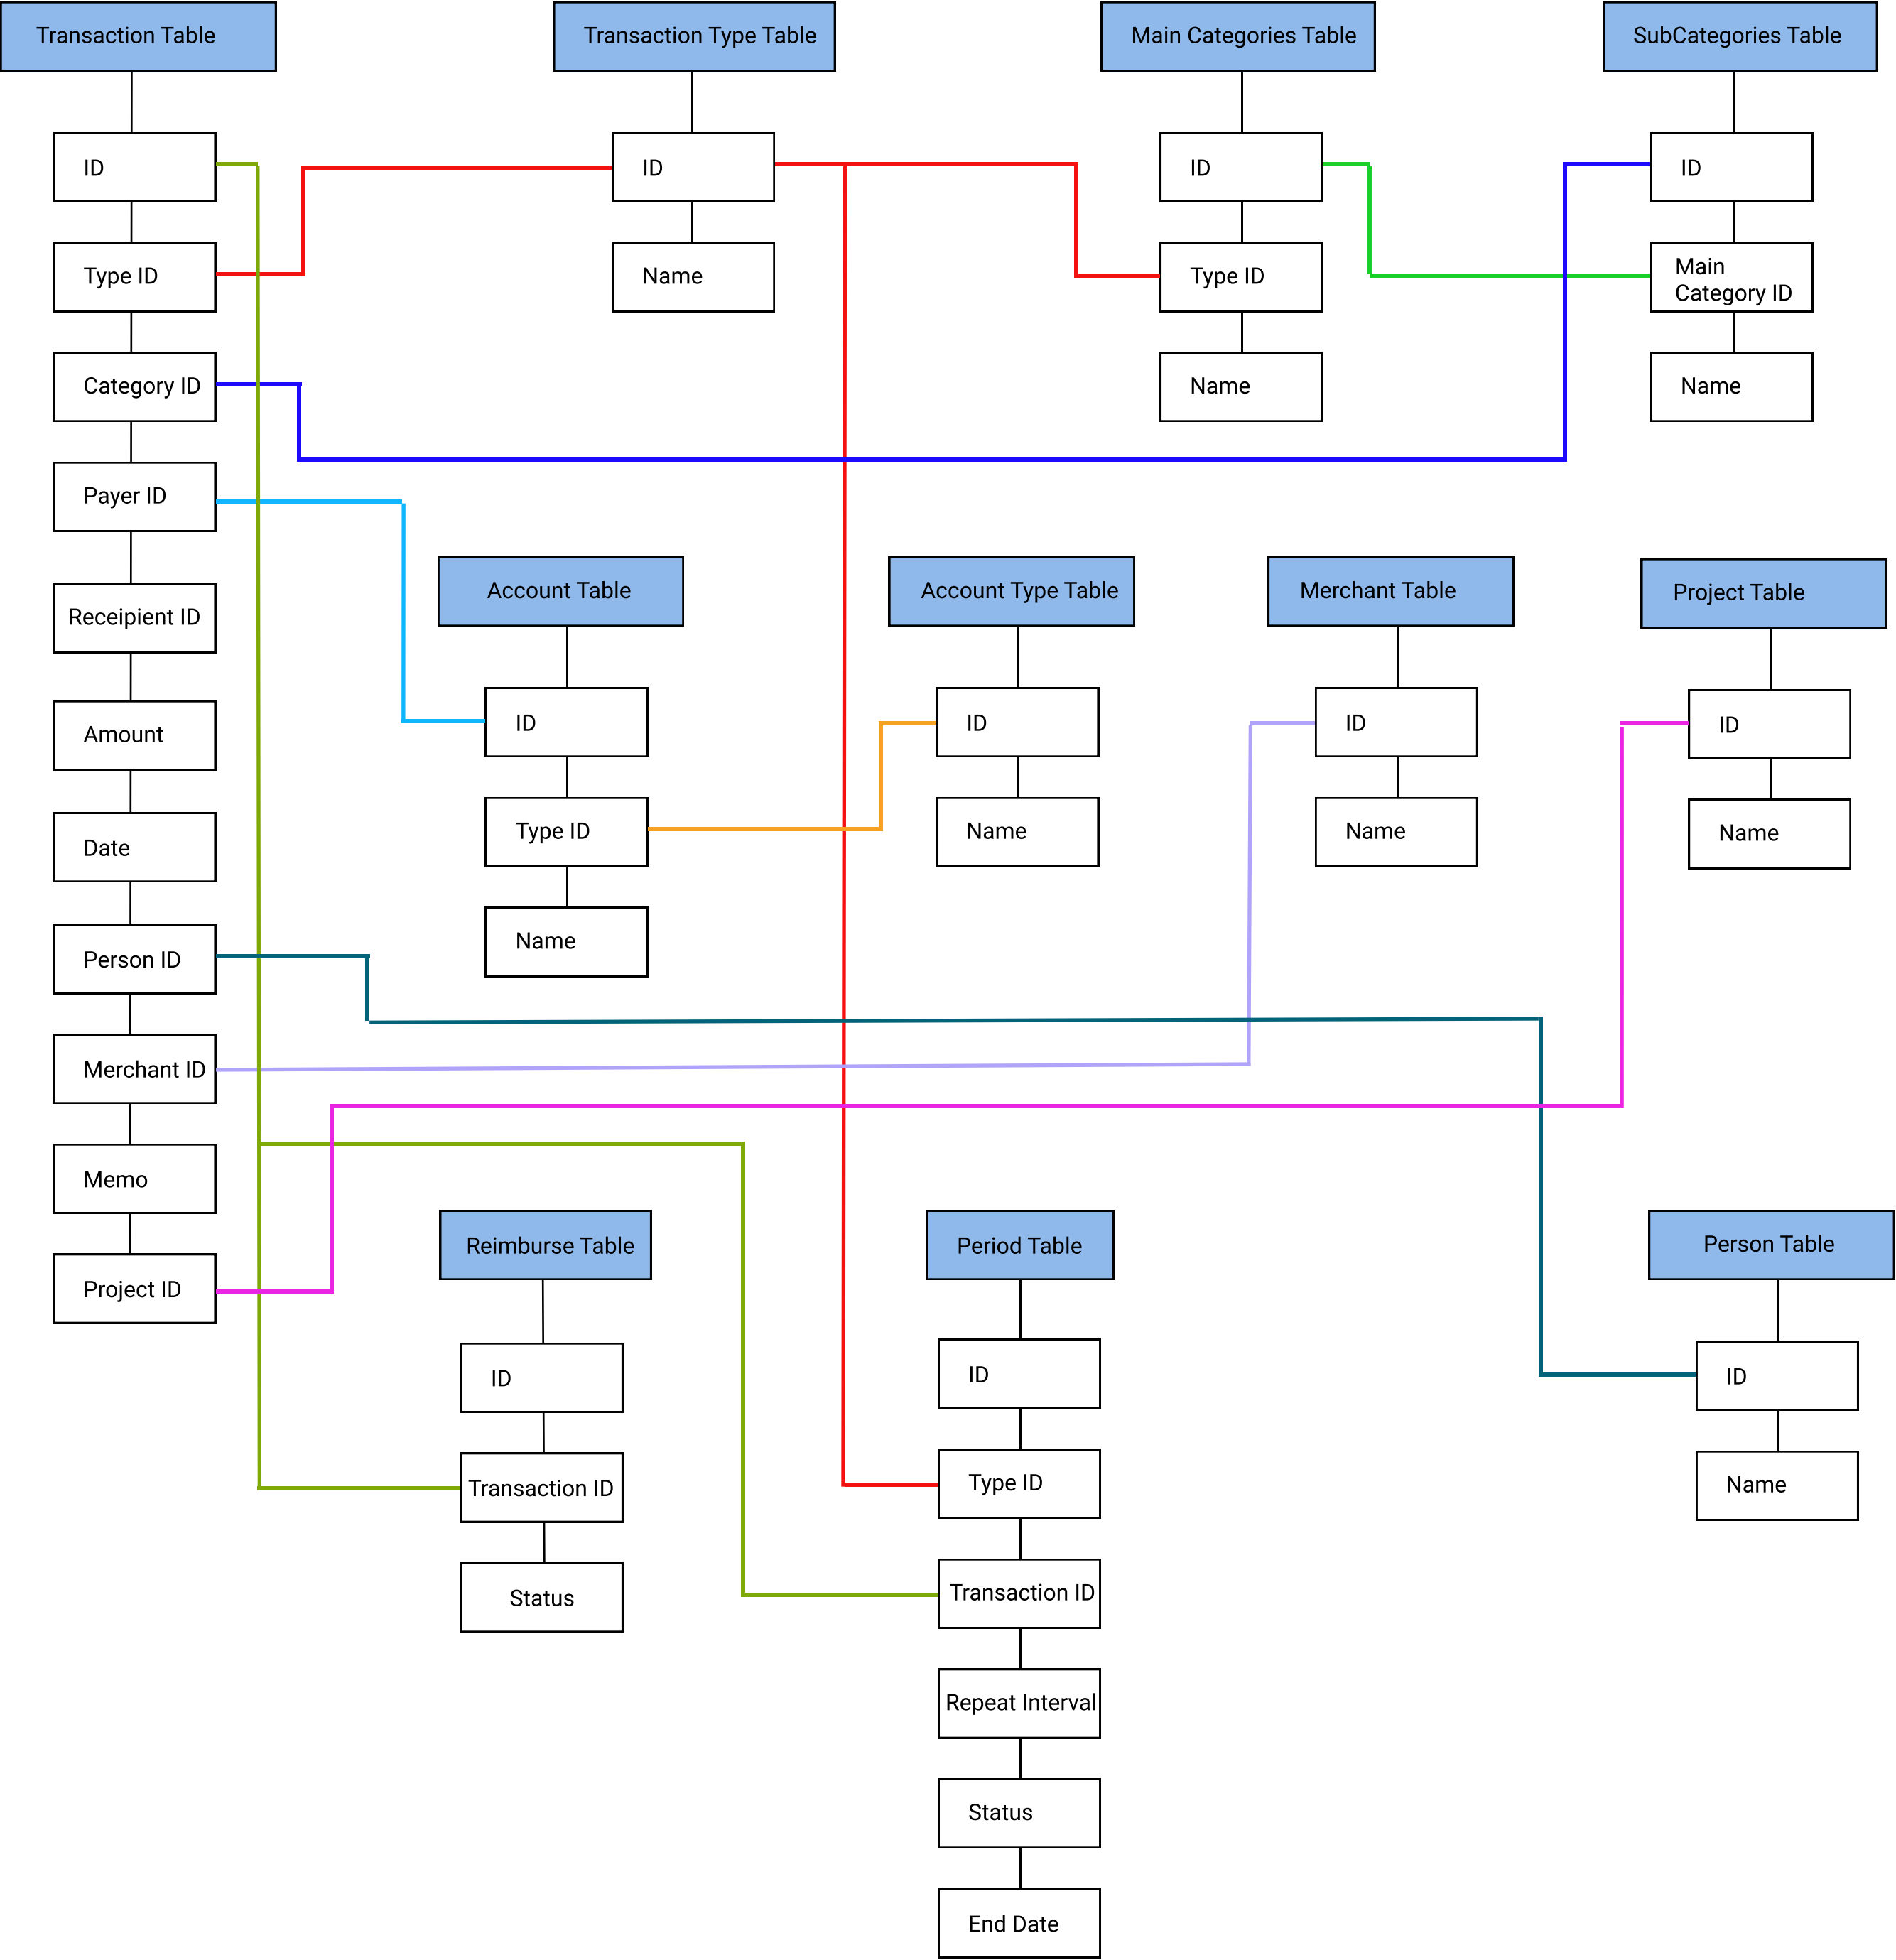 Transaction Table
ID
Type ID
Category ID
Payer ID
Receipient ID
Amount
Date
Person ID
Merchant ID
Memo
Project ID
Transaction Type Table
ID
Name
Main Categories Table
ID
Type ID
Name
SubCategories Table
ID
Main
Category ID
Name
Account Table
ID
Type ID
Name
Account Type Table
ID
Name
Merchant Table
ID
Name
Project Table
ID
Name
Reimburse Table
ID
Transaction ID
Status
Period Table
ID
Type ID
Transaction ID
Repeat Interval
Status
End Date
Person Table
ID
Name